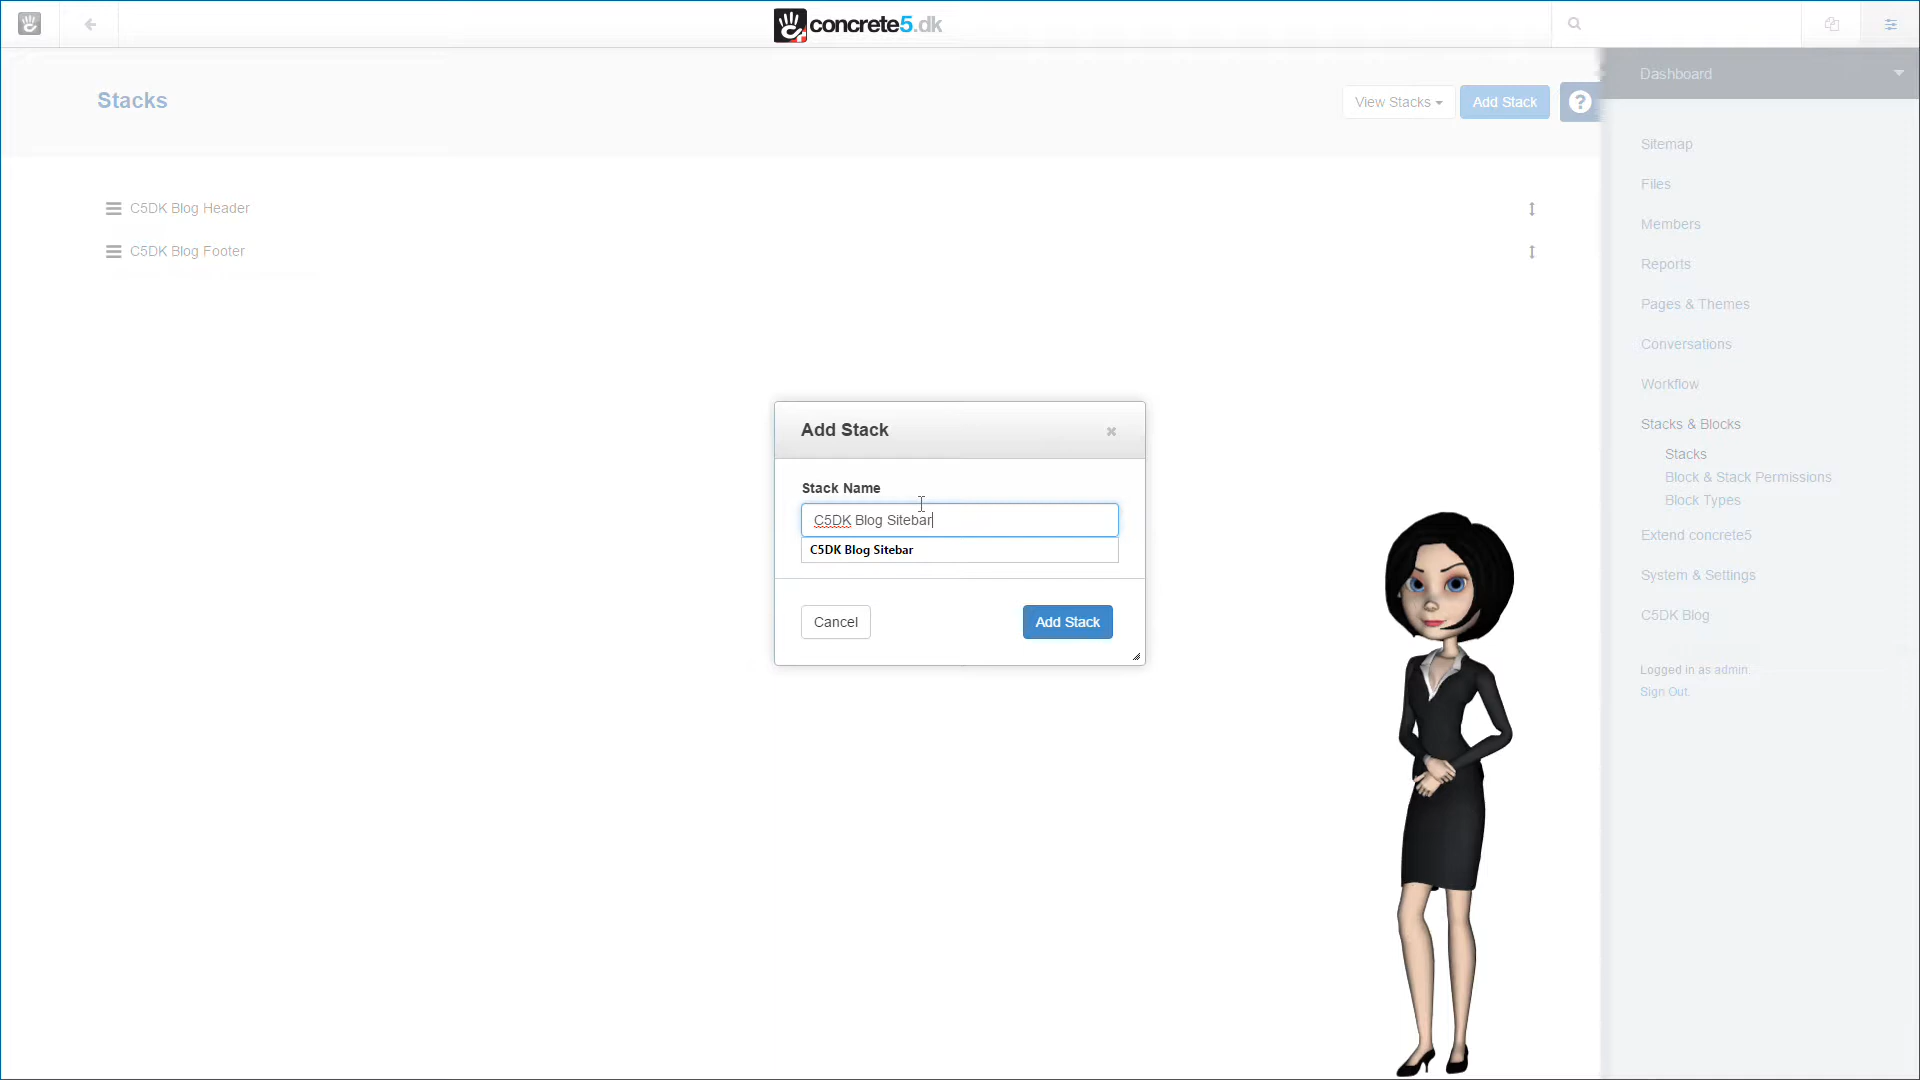 concrete5.dk
Stacks
View Stacks
Add Stack
?
Dashboard
C5DK Blog Header
C5DK Blog Footer
Add Stack
Stack Name
C5DK Blog Sitebar
C5DK Blog Sitebar
Cancel
Add Stack
Sitemap
Files
Members
Reports
Pages & Themes
Conversations
Workflow
Stacks & Blocks
Stacks
Block & Stack Permissions
Block Types
Extend concrete5
System & Settings
C5DK Blog
Logged in as admin.
Sign Out.